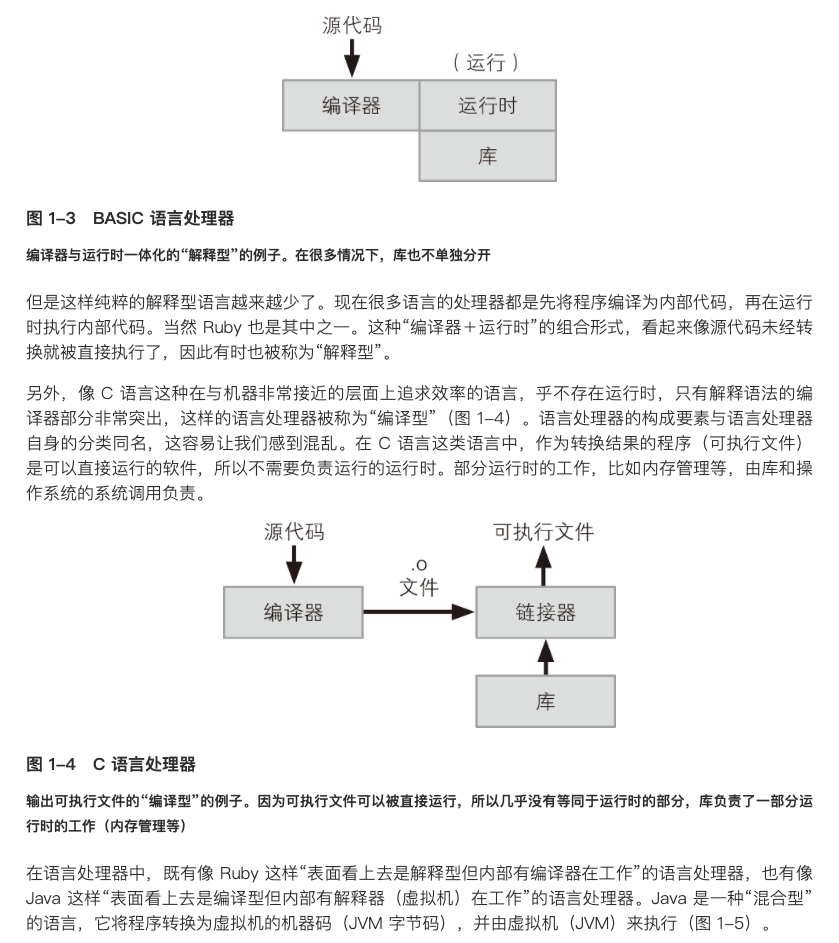 源代码
（运行）
编译器
运行时
库
图 1-3 BASIC 语言处理器
编译器与运行时一体化的“解释型”的例子。在很多情况下，库也不单独分开
但是这样纯粹的解释型语言越来越少了。现在很多语言的处理器都是先将程序编译为内部代码，再在运行
时执行内部代码。当然 Ruby 也是其中之一。这种“编译器＋运行时”的组合形式，看起来像源代码未经转
换就被直接执行了，因此有时也被称为“解释型”。
另外，像 C 语言这种在与机器非常接近的层面上追求效率的语言，乎不存在运行时，只有解释语法的编
译器部分非常突出，这样的语言处理器被称为“编译型”（图 1-4）。语言处理器的构成要素与语言处理器
自身的分类同名，这容易让我们感到混乱。在 C 语言这类语言中，作为转换结果的程序（可执行文件）
是可以直接运行的软件，所以不需要负责运行的运行时。部分运行时的工作，比如内存管理等，由库和操
作系统的系统调用负责。
源代码
可执行文件
.o
文件
编译器
链接器
库
图 1-4 C 语言处理器
输出可执行文件的“编译型”的例子。因为可执行文件可以被直接运行，所以几乎没有等同于运行时的部分，库负责了一部分运
行时的工作（内存管理等）
在语言处理器中，既有像 Ruby 这样“表面看上去是解释型但内部有编译器在工作”的语言处理器，也有像
Java 这样“表面看上去是编译型但内部有解释器（虚拟机）在工作”的语言处理器。Java 是一种“混合型”
的语言，它将程序转换为虚拟机的机器码（JVM 字节码），并由虚拟机（JVM）来执行（图 1-5）。